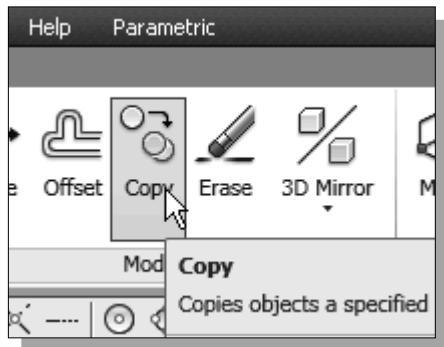 Help Parametric
Offset Copy Erase 3D Mirror
Copy
Copies objects a specified